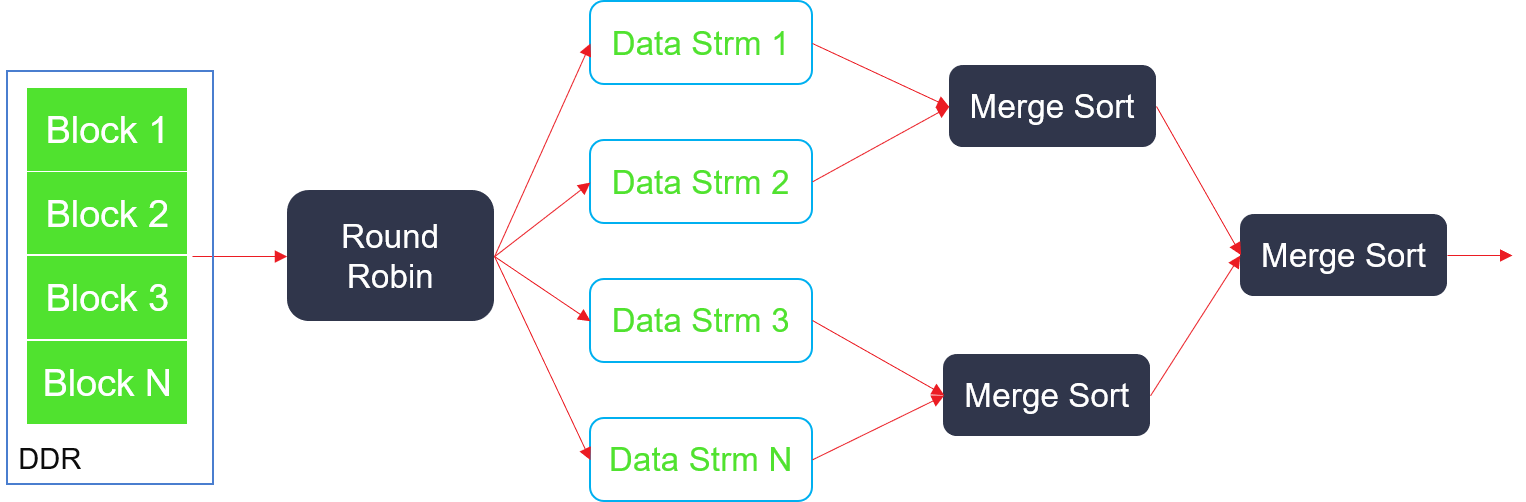 Block 1
Block 2
Block 3
Block N
DDR
Round
Robin
Data Strm 1
Data Strm 2
Data Strm 3
Data Strm N
Merge Sort
Merge Sort
Merge Sort